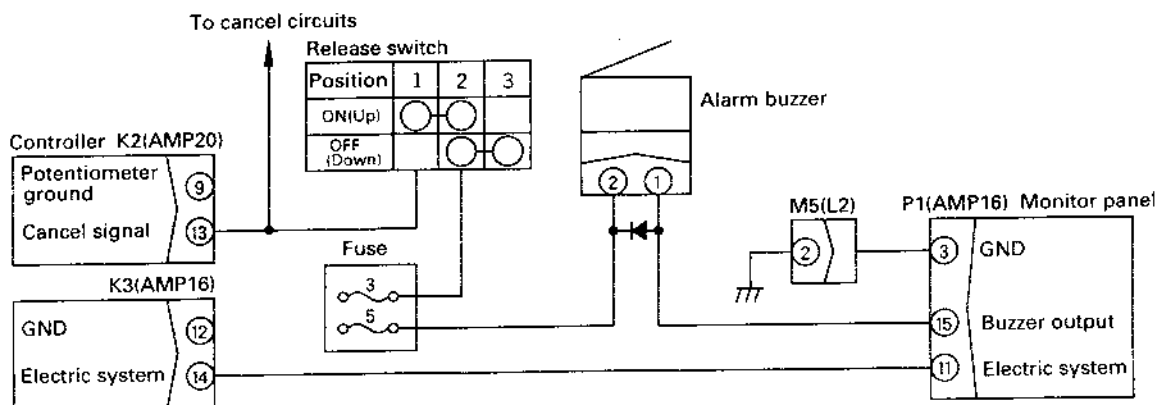 To cancel circuits
Release switch
Position 1 2 3
ON(Up)
OFF
(Down)
Alarm buzzer
2 1
Controller K2(AMP20)
Potentiometer
ground
9
Cancel signal 13
K3(AMP16)
GND 12
Electric system 14
Fuse
3
5
M5(L2)
2
P1(AMP16) Monitor panel
3 GND
15 Buzzer output
11 Electric system